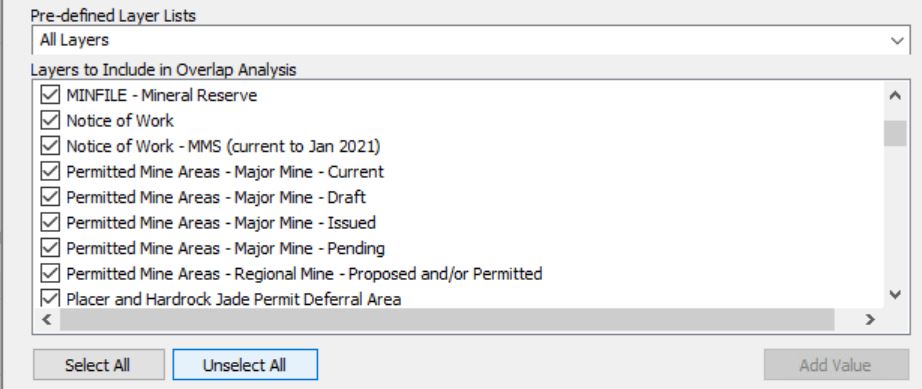 Pre-defined Layer Lists
All Layers
Layers to Include in Overlap Analysis
MINFILE - Mineral Reserve
Notice of Work
Notice of Work - MMS (current to Jan 2021)
Permitted Mine Areas - Major Mine - Current
Permitted Mine Areas - Major Mine - Draft
Permitted Mine Areas - Major Mine - Issued
Permitted Mine Areas - Major Mine - Pending
Permitted Mine Areas - Regional Mine - Proposed and/or Permitted
Placer and Hardrock Jade Permit Deferral Area
Select All Unselect All Add Value